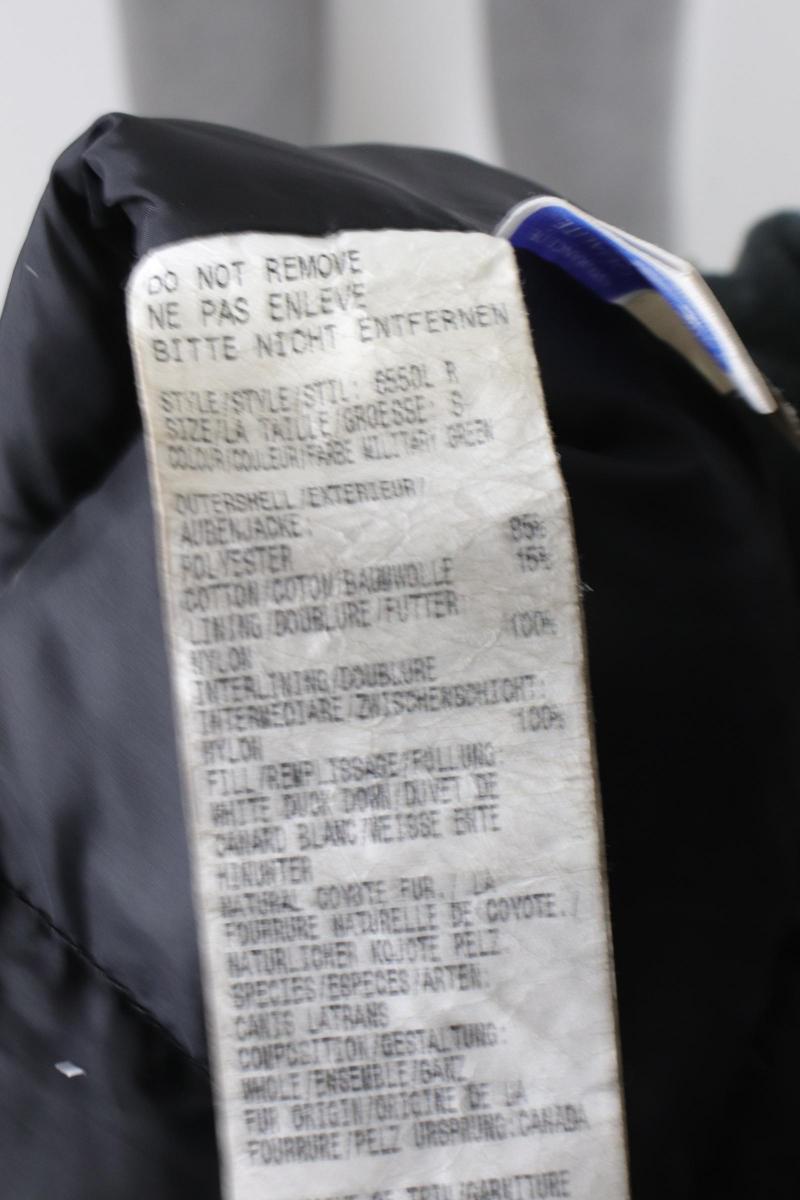 DO NOT REMOVE
NE PAS ENLEVE
BITTE NICHT ENTFERNEN
STYLE/STYLE/STIL: 8550L R
SIZE/LA TAILLE/GROESSE: S
COLOUR/COULEUR/FARBE MILITARY GREEN
OUTERSHELL/EXTERIEUR/
AUBENJACKE:
POLYESTER 85%
COTTON/COTON/BAUMWOLLE 15%
LINING/DOUBLURE/FUTTER
NYLON 100%
INTERLINING/DOUBLURE
INTERMEDIARE/ZWISCHENSCHICHT:
NYLON 100%
FILL/REMPLISSAGE/FULLUNG:
WHITE DUCK DOWN/DUVET DE
CANARD BLANC/WEISSE ENTE
NATURAL COYOTE FUR./ LA
FOURRURE NATURELLE DE COYOTE./
NATURLICHER KOJOTE PELZ
SPECIES/ESPECES/ARTEN:
CANIS LATRANS
COMPOSITION/GESTALTUNG:
WHOLE/ENSEMBLE/GANZ
FUR ORIGIN/ORIGINE DE LA
FOURRURE/PELZ URSPRUNG:CANADA